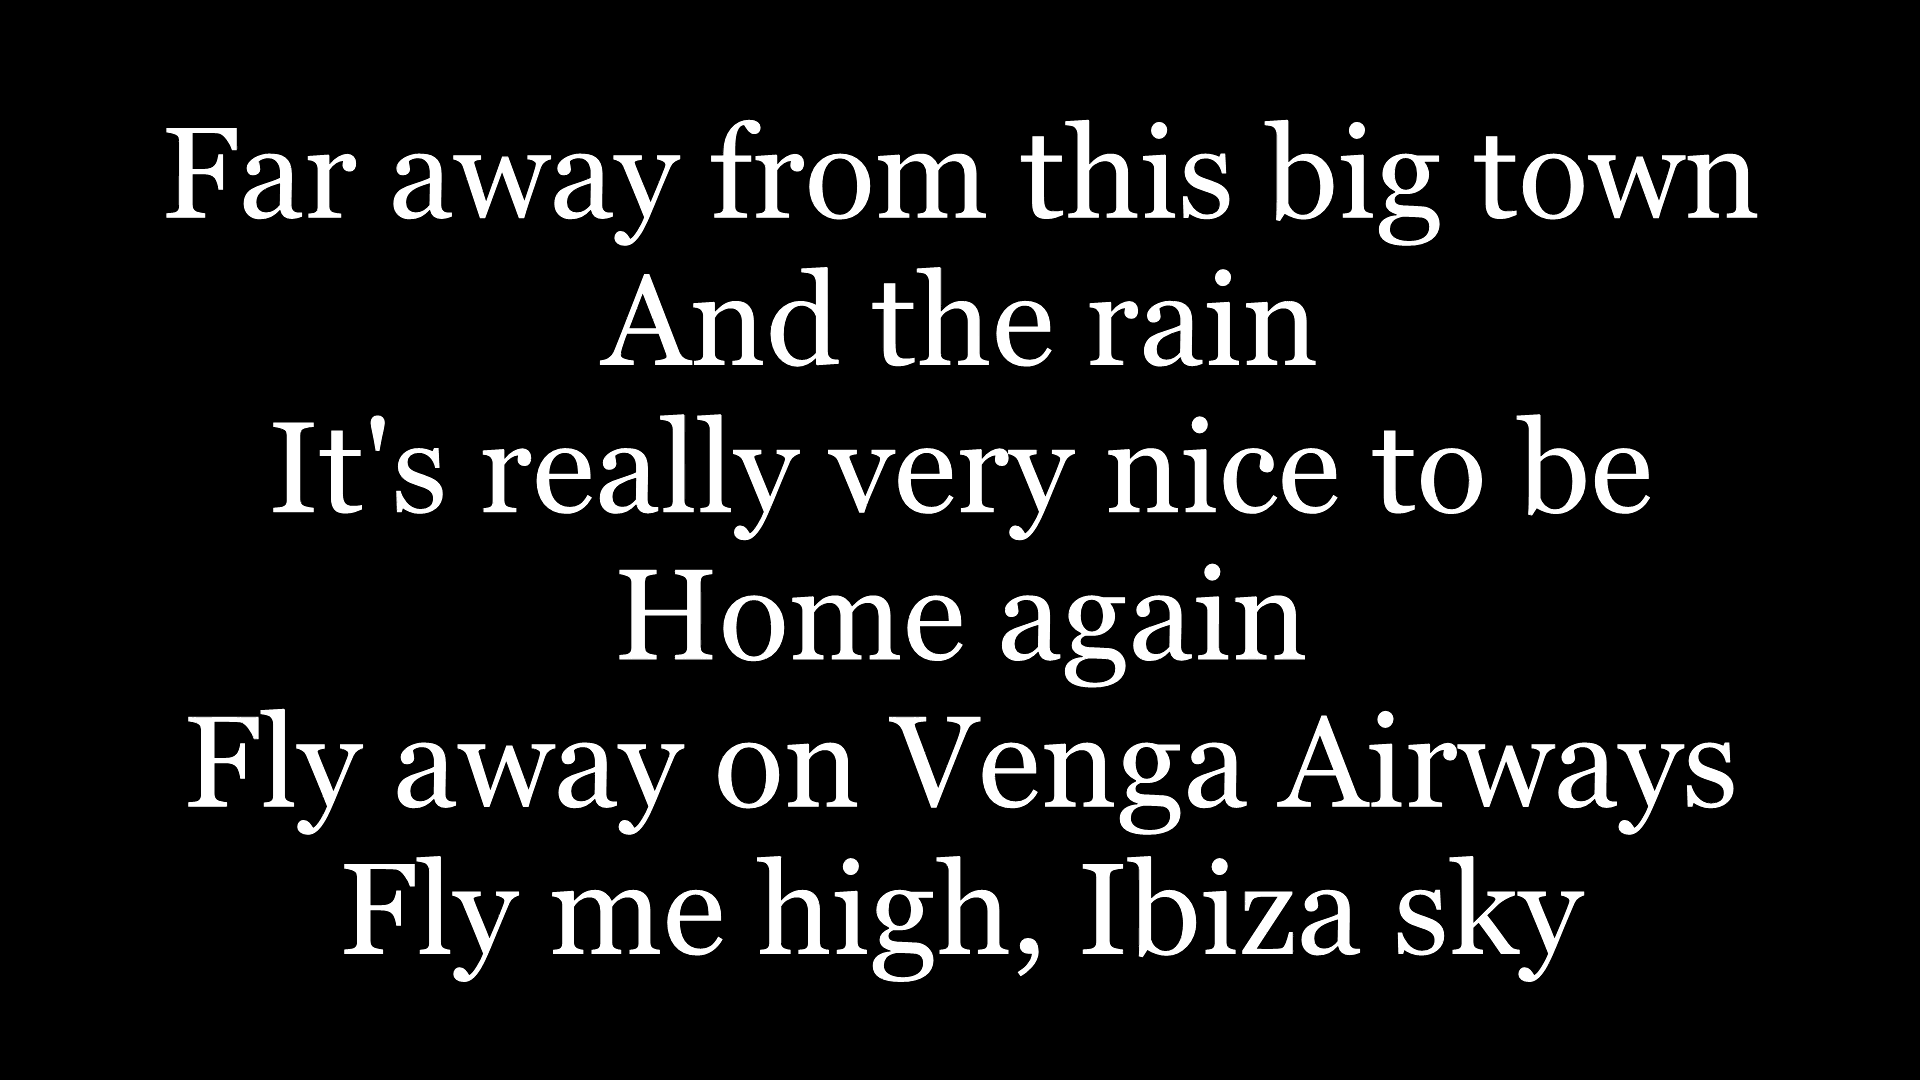 Far away from this big town
And the rain
It's really very nice to be
Home again
Fly away on Venga Airways
Fly me high, Ibiza sky